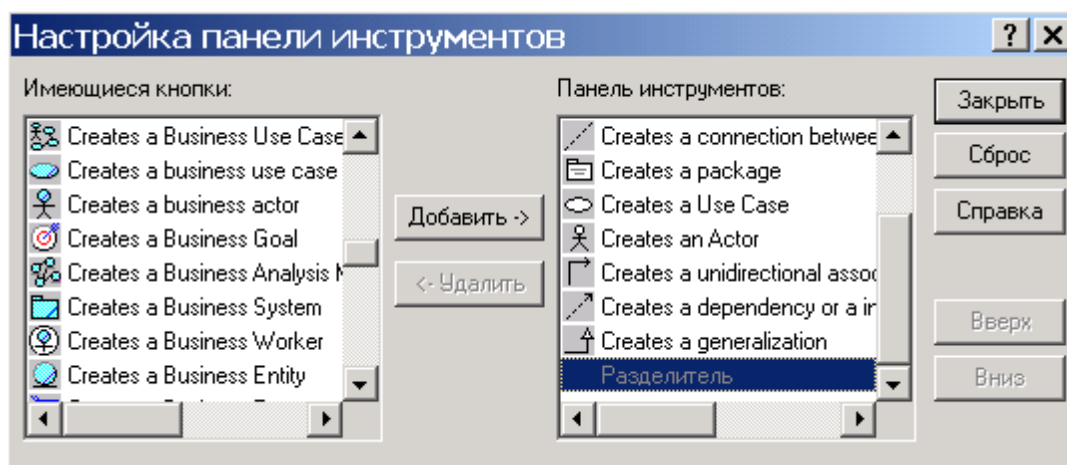 Настройка панели инструментов
Имеющиеся кнопки:
Creates a Business Use Case
Creates a business use case
Creates a business actor
Creates a Business Goal
Creates a Business Analysis
Creates a Business System
Creates a Business Worker
Creates a Business Entity
Добавить ->
<- Удалить
Панель инструментов:
Creates a connection betwee
Creates a package
Creates a Use Case
Creates an Actor
Creates a unidirectional assoc
Creates a dependency or a in
Creates a generalization
Разделитель
Закрыть
Сброс
Справка
Вверх
Вниз